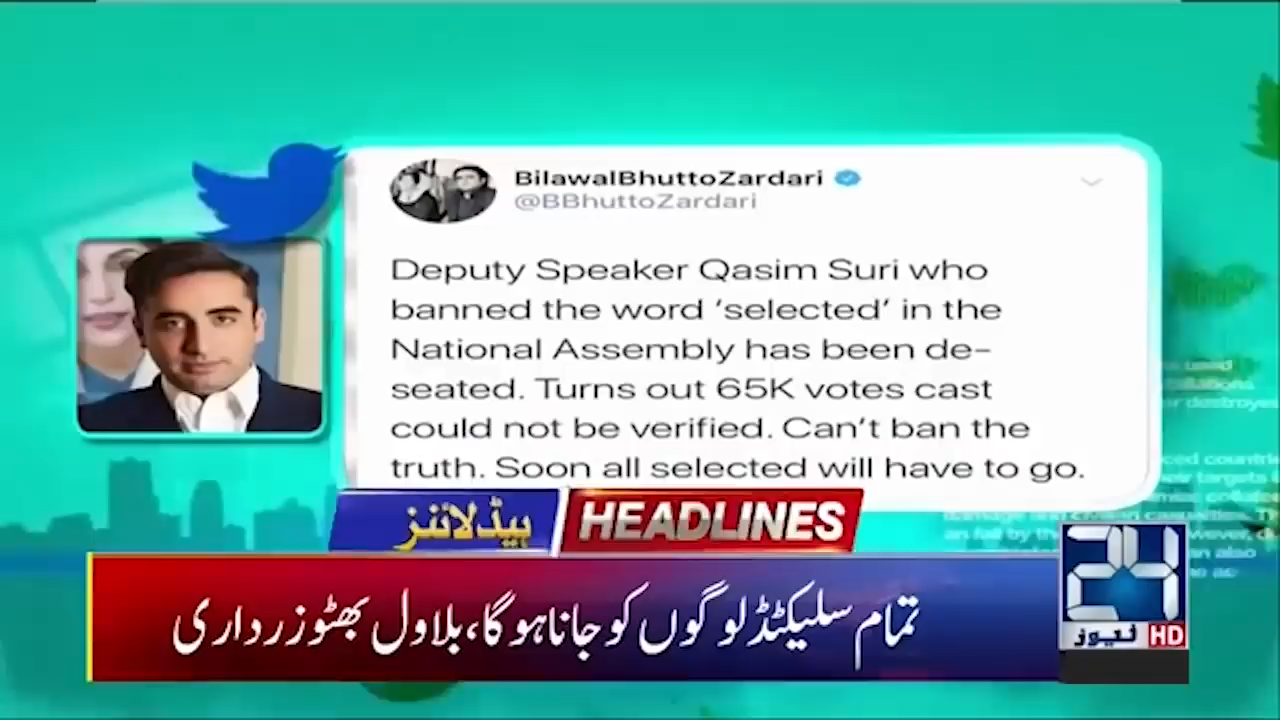 BilawalBhuttoZardari
@BBhuttoZardari
Deputy Speaker Qasim Suri who
banned the word ‘selected’ in the
National Assembly has been de-
seated. Turns out 65K votes cast
could not be verified. Can’t ban the
truth. Soon all selected will have to go.
ہیڈلائنز HEADLINES
تمام سلیکٹڈ لوگوں کو جانا ہوگا، بلاول بھٹو زرداری
24
نیوز HD